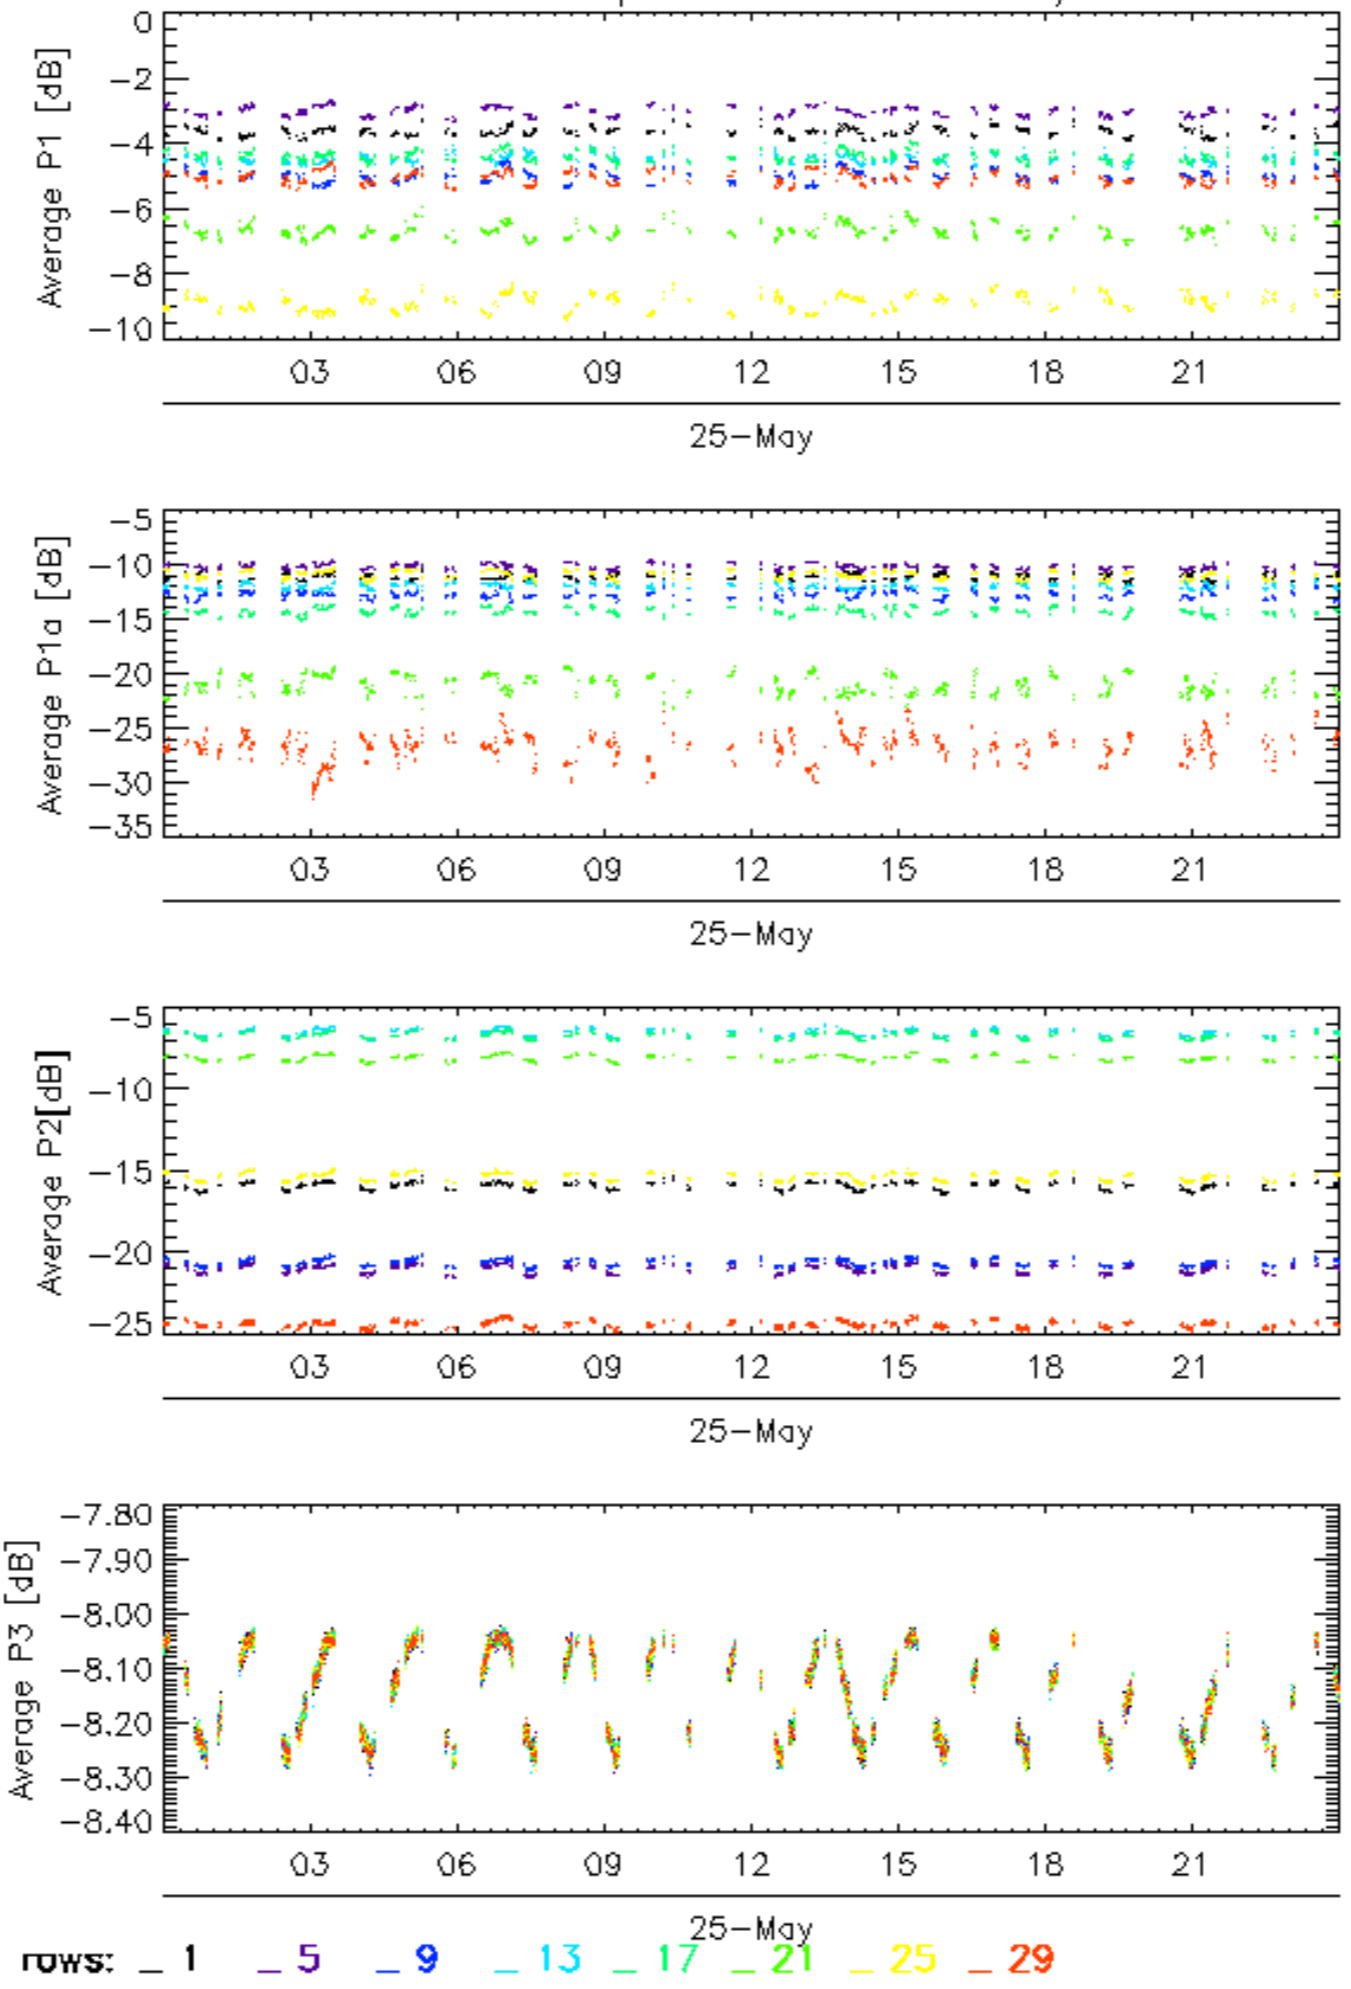 0
−2
−4
−6
−8
−10
Average P1 [dB]
03 06 09 12 15 18 21
25−May
−5
−10
−15
−20
−25
−30
−35
Average P1a [dB]
03 06 09 12 15 18 21
25−May
−5
−10
−15
−20
−25
Average P2[dB]
03 06 09 12 15 18 21
25−May
−7.80
−7.90
−8.00
−8.10
−8.20
−8.30
−8.40
Average P3 [dB]
03 06 09 12 15 18 21
25−May
rows: _ 1 _ 5 _ 9 _ 13 _ 17 _ 21 _ 25 _ 29